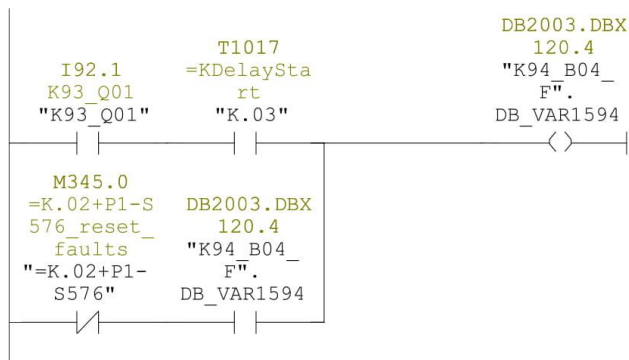 DB2003.DBX
120.4
"K94_B04_
F".
DB_VAR1594
T1017
=KDelaySta
rt
"K.03"
I92.1
K93_Q01
"K93_Q01"
M345.0
=K.02+P1-S
576_reset_
faults
"=K.02+P1-
S576"
DB2003.DBX
120.4
"K94_B04_
F".
DB_VAR1594